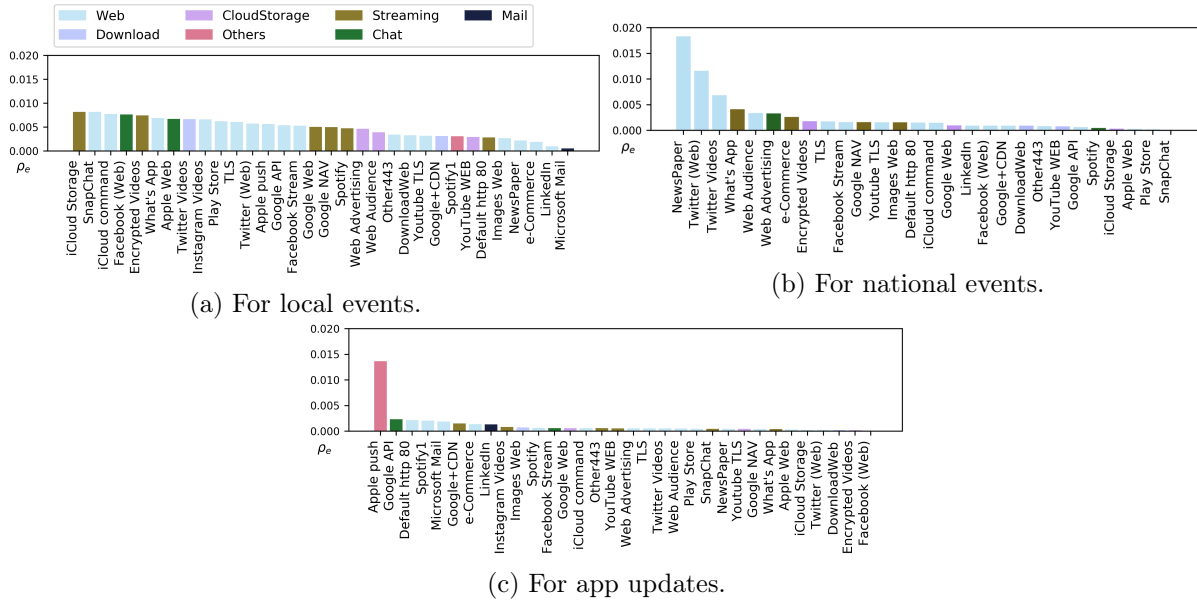 Web
Download
CloudStorage
Others
Streaming
Chat
Mail
0.020
0.015
0.010
0.005
0.000
ρe
iCloud Storage
SnapChat
iCloud command
Facebook (Web)
Encrypted Videos
What's App
Apple Web
Twitter Videos
Instagram Videos
Play Store
TLS
Twitter (Web)
Apple push
Google API
Facebook Stream
Google Web
Google NAV
Spotify
Web Advertising
Web Audience
Other443
DownloadWeb
Youtube TLS
Google+CDN
Spotify1
YouTube WEB
Default http 80
Images Web
NewsPaper
e-Commerce
LinkedIn
Microsoft Mail
(a) For local events.
0.020
0.015
0.010
0.005
0.000
ρe
NewsPaper
Twitter (Web)
Twitter Videos
What's App
Web Audience
Web Advertising
e-Commerce
Encrypted Videos
TLS
Facebook Stream
Google NAV
Youtube TLS
Images Web
Default http 80
iCloud command
Google Web
LinkedIn
Facebook (Web)
Google+CDN
DownloadWeb
Other443
YouTube WEB
Google API
Spotify
iCloud Storage
Apple Web
Play Store
SnapChat
(b) For national events.
0.020
0.015
0.010
0.005
0.000
ρe
Apple push
Google API
Default http 80
Spotify1
Microsoft Mail
Google+CDN
e-Commerce
LinkedIn
Instagram Videos
Images Web
Spotify
Facebook Stream
Google Web
iCloud command
Other443
YouTube WEB
Web Advertising
TLS
Twitter Videos
Web Audience
Play Store
SnapChat
NewsPaper
Youtube TLS
Google NAV
What's App
Apple Web
iCloud Storage
Twitter (Web)
DownloadWeb
Encrypted Videos
Facebook (Web)
(c) For app updates.